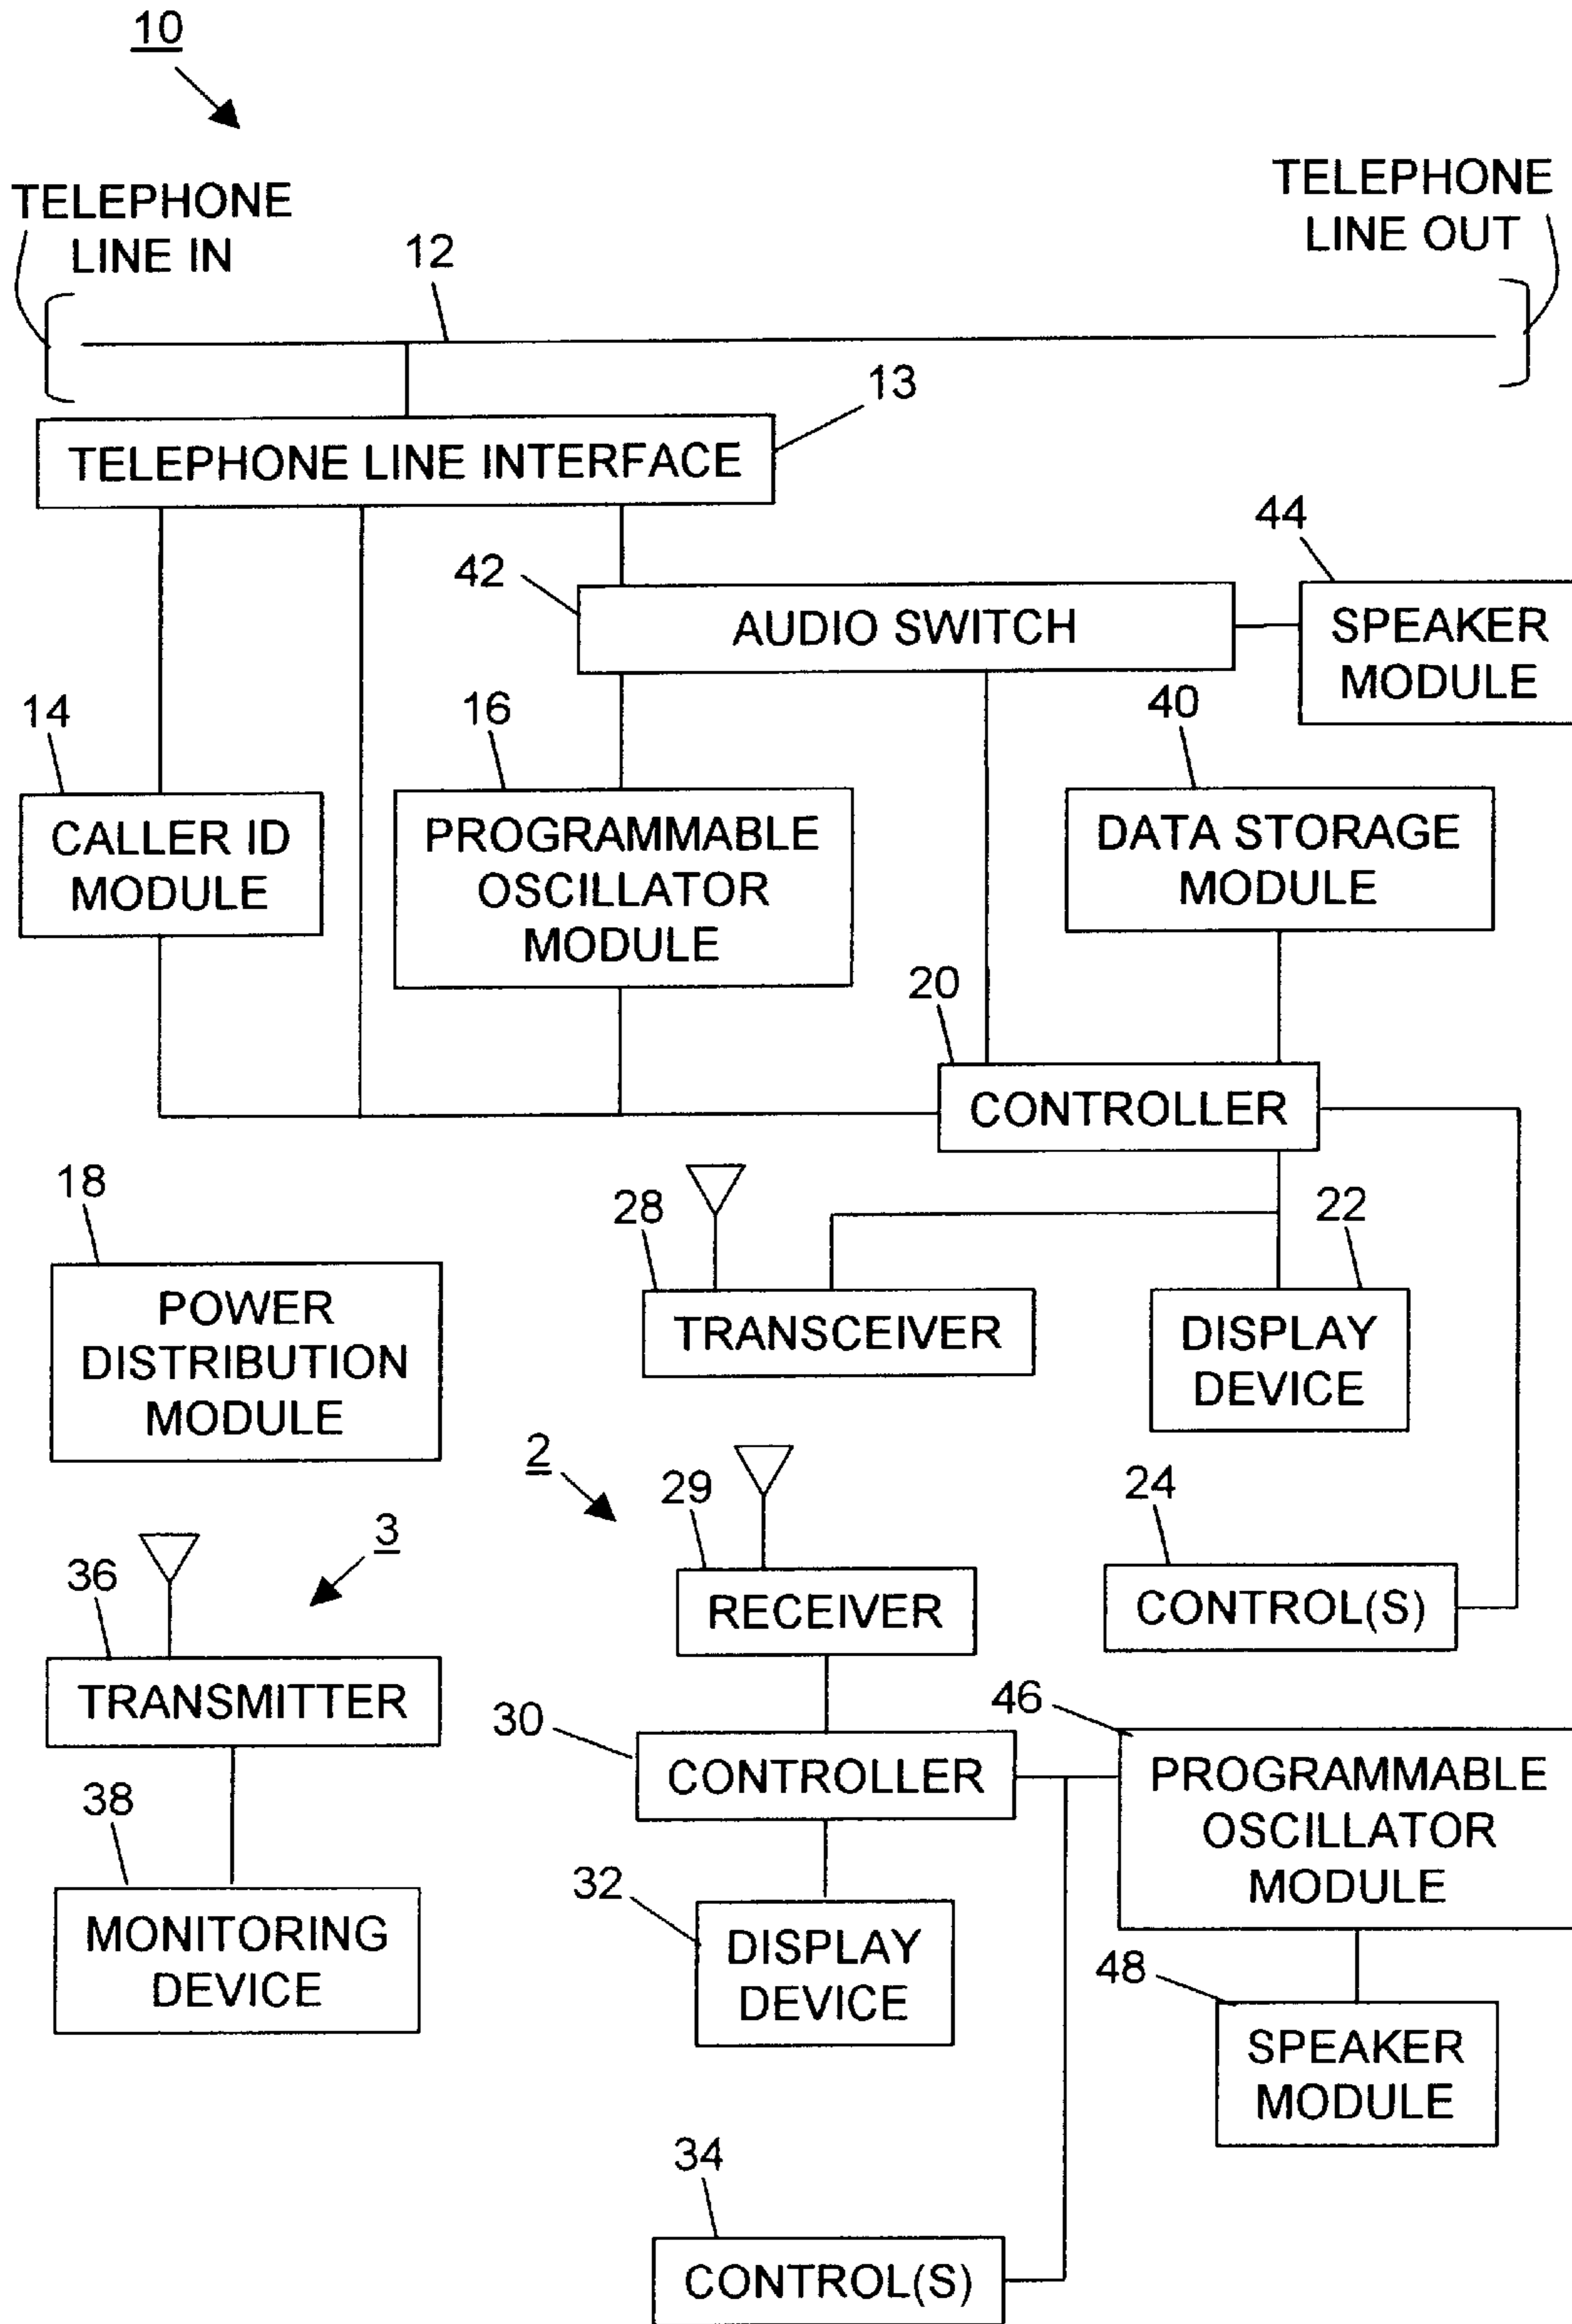 10
TELEPHONE
LINE IN
TELEPHONE
LINE OUT
12
13
TELEPHONE LINE INTERFACE
42
AUDIO SWITCH
44
SPEAKER
MODULE
14
CALLER ID
MODULE
16
PROGRAMMABLE
OSCILLATOR
MODULE
40
DATA STORAGE
MODULE
20
CONTROLLER
18
POWER
DISTRIBUTION
MODULE
28
TRANSCEIVER
22
DISPLAY
DEVICE
2
29
RECEIVER
24
CONTROL(S)
3
36
TRANSMITTER
30
CONTROLLER
46
PROGRAMMABLE
OSCILLATOR
MODULE
38
MONITORING
DEVICE
32
DISPLAY
DEVICE
48
SPEAKER
MODULE
34
CONTROL(S)